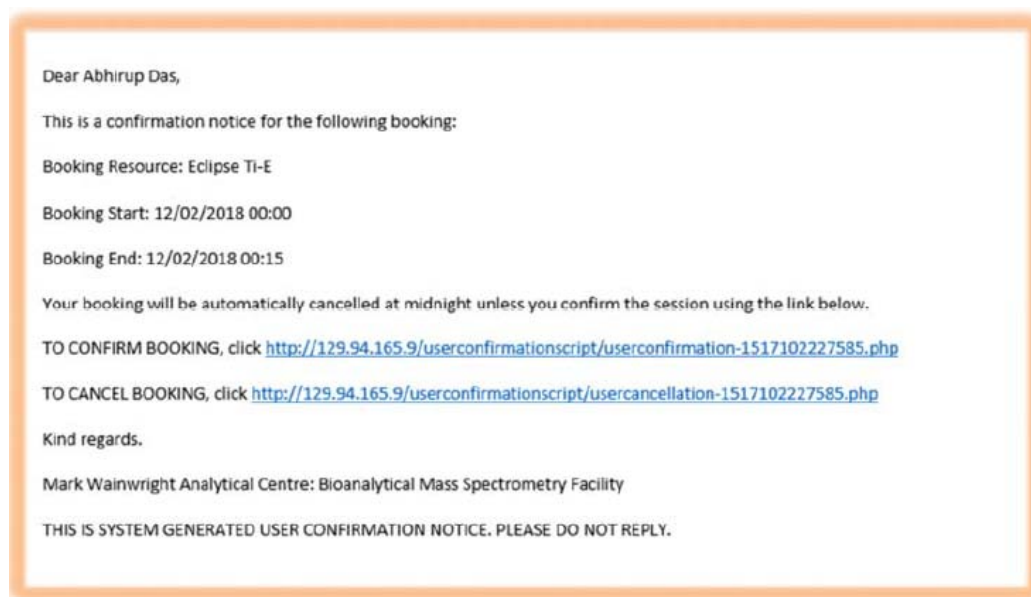 Dear Abhirup Das,
This is a confirmation notice for the following booking:
Booking Resource: Eclipse Ti-E
Booking Start: 12/02/2018 00:00
Booking End: 12/02/2018 00:15
Your booking will be automatically cancelled at midnight unless you confirm the session using the link below.
TO CONFIRM BOOKING, click http://129.94.165.9/userconfirmationscript/userconfirmation-1517102227585.php
TO CANCEL BOOKING, click http://129.94.165.9/userconfirmationscript/usercancellation-1517102227585.php
Kind regards.
Mark Wainwright Analytical Centre: Bioanalytical Mass Spectrometry Facility
THIS IS SYSTEM GENERATED USER CONFIRMATION NOTICE. PLEASE DO NOT REPLY.